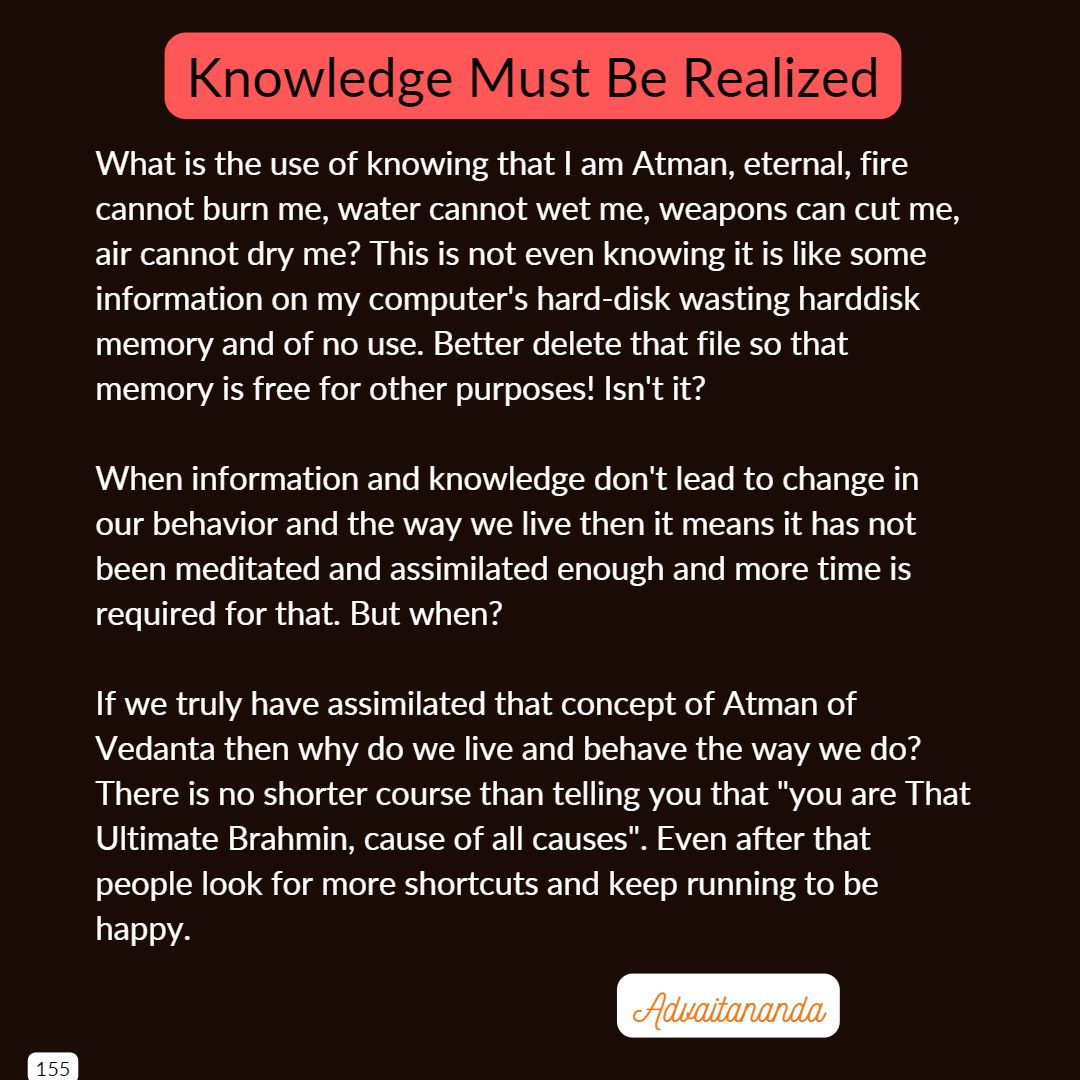 Knowledge Must Be Realized
What is the use of knowing that I am Atman, eternal, fire
cannot burn me, water cannot wet me, weapons can cut me,
air cannot dry me? This is not even knowing it is like some
information on my computer's hard-disk wasting harddisk
memory and of no use. Better delete that file so that
memory is free for other purposes! Isn't it?
When information and knowledge don't lead to change in
our behavior and the way we live then it means it has not
been meditated and assimilated enough and more time is
required for that. But when?
If we truly have assimilated that concept of Atman of
Vedanta then why do we live and behave the way we do?
There is no shorter course than telling you that "you are That
Ultimate Brahmin, cause of all causes". Even after that
people look for more shortcuts and keep running to be
happy.
Advaitananda
155